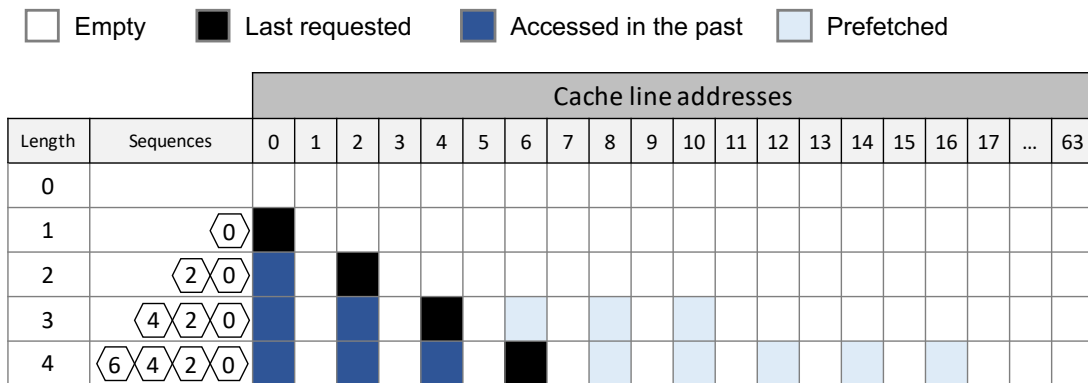 Empty Last requested Accessed in the past Prefetched
Cache line addresses
Length Sequences 0 1 2 3 4 5 6 7 8 9 10 11 12 13 14 15 16 17 ... 63
0
1 0
2 2 0
3 4 2 0
4 6 4 2 0